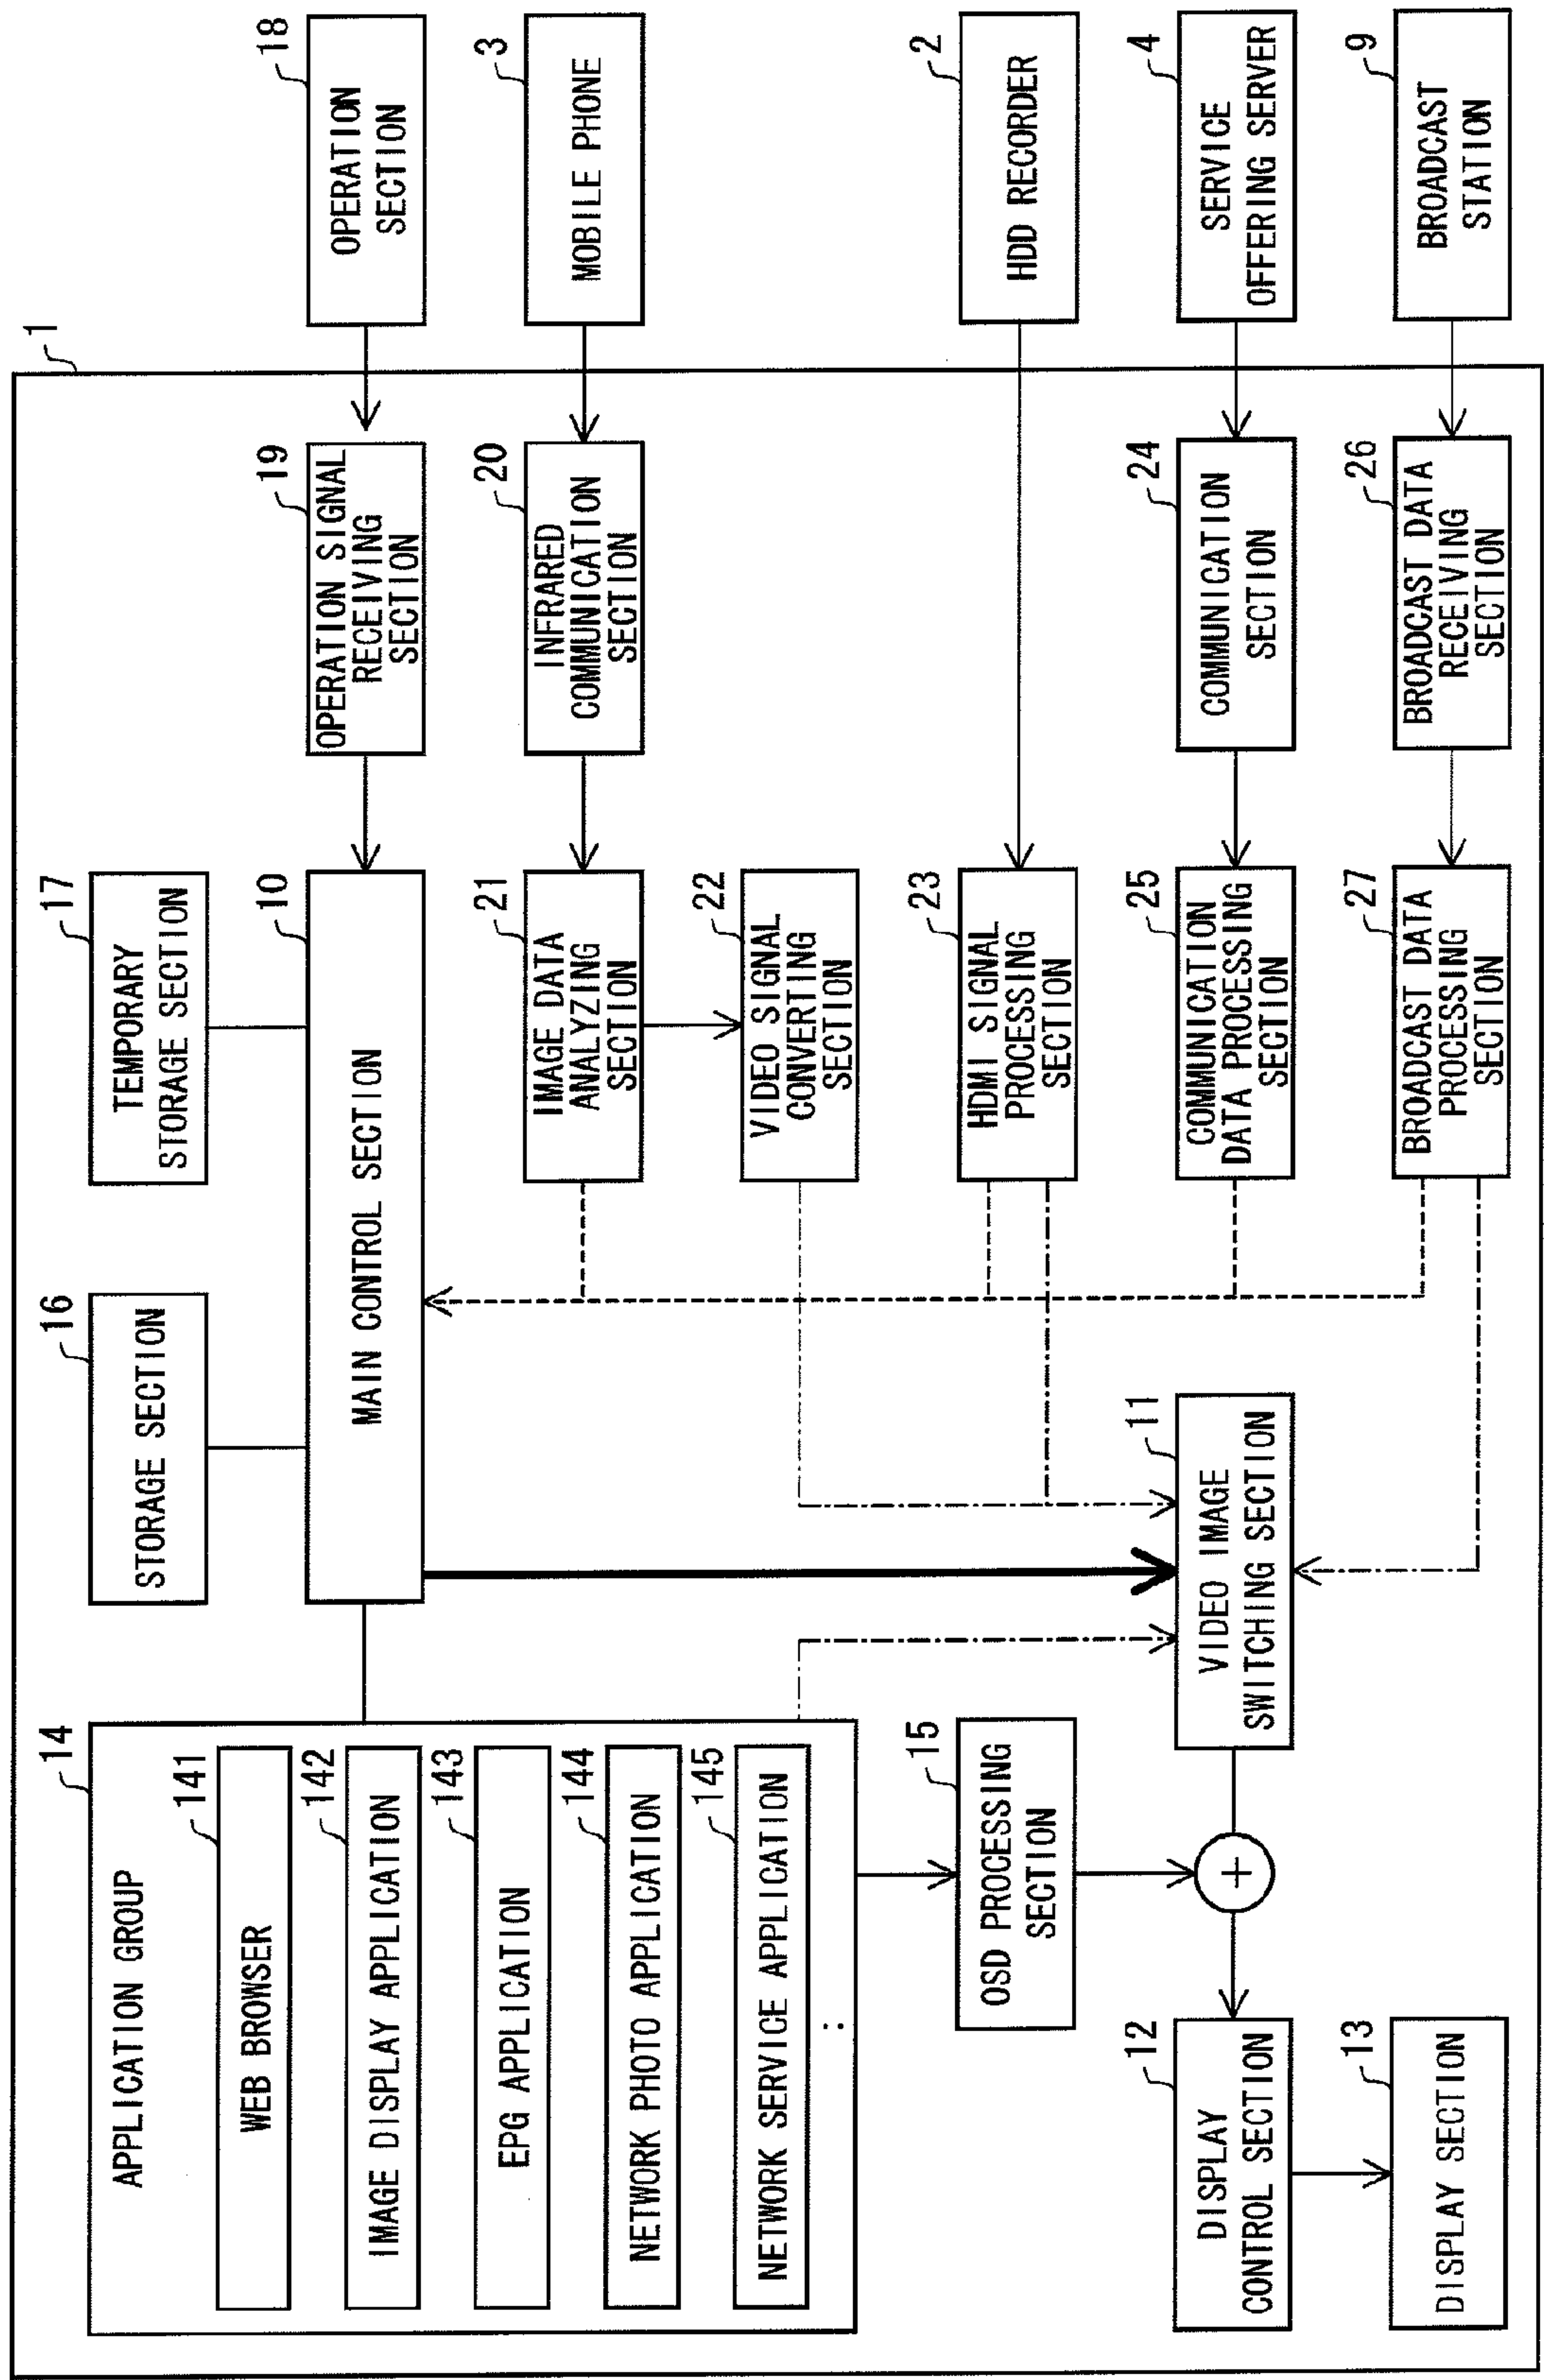 1
OPERATION
SECTION
18
MOBILE PHONE
3
HDD RECORDER
2
SERVICE
OFFERING SERVER
4
BROADCAST
STATION
9
OPERATION SIGNAL
RECEIVING
SECTION
19
INFRARED
COMMUNICATION
SECTION
20
COMMUNICATION
SECTION
24
BROADCAST DATA
RECEIVING
SECTION
26
TEMPORARY
STORAGE SECTION
17
STORAGE SECTION
16
MAIN CONTROL SECTION
10
IMAGE DATA
ANALYZING
SECTION
21
VIDEO SIGNAL
CONVERTING
SECTION
22
HDMI SIGNAL
PROCESSING
SECTION
23
COMMUNICATION
DATA PROCESSING
SECTION
25
BROADCAST DATA
PROCESSING
SECTION
27
VIDEO IMAGE
SWITCHING SECTION
11
14
APPLICATION GROUP
WEB BROWSER
141
IMAGE DISPLAY APPLICATION
142
EPG APPLICATION
143
NETWORK PHOTO APPLICATION
144
NETWORK SERVICE APPLICATION
145
:
OSD PROCESSING
SECTION
15
+
DISPLAY
CONTROL SECTION
12
DISPLAY SECTION
13